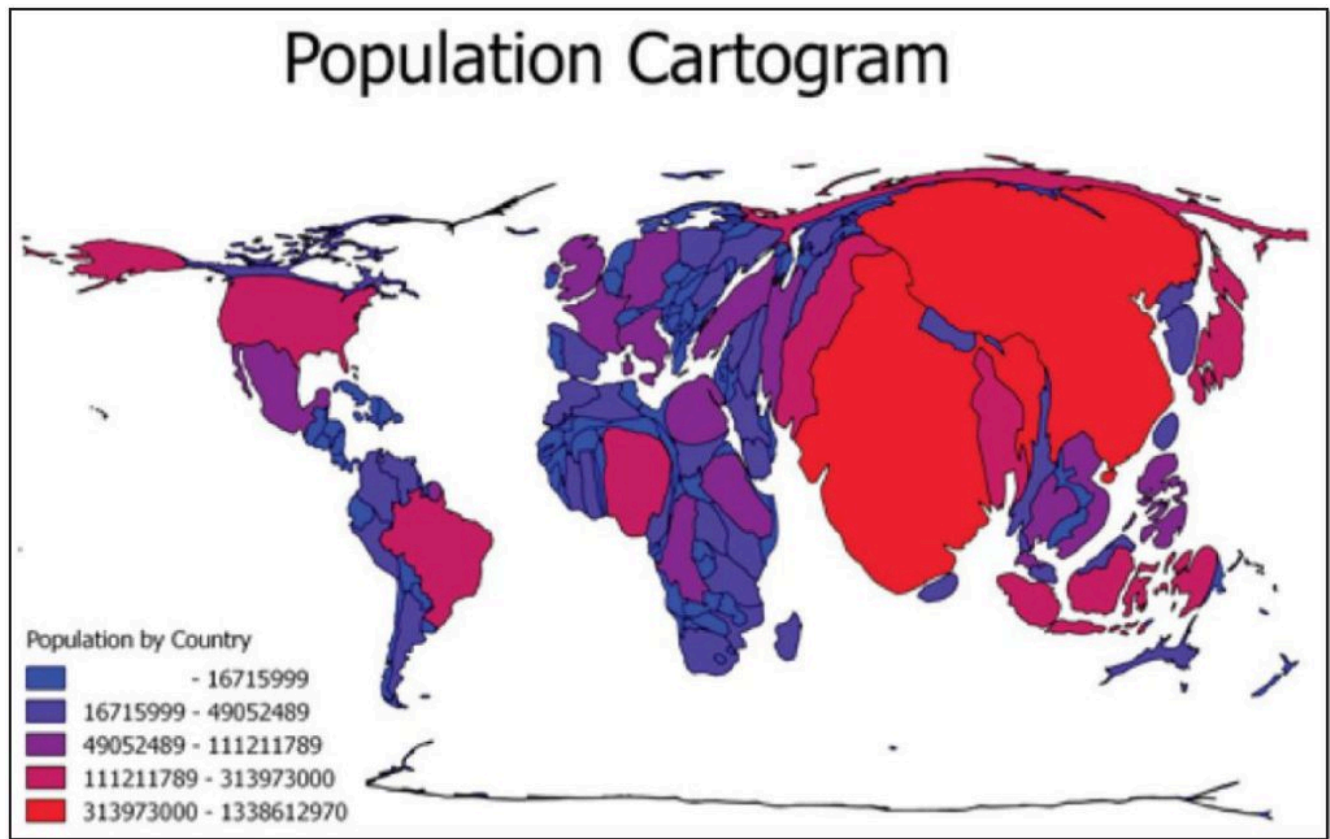 Population Cartogram
Population by Country
- 16715999
16715999 - 49052489
49052489 - 111211789
111211789 - 313973000
313973000 - 1338612970